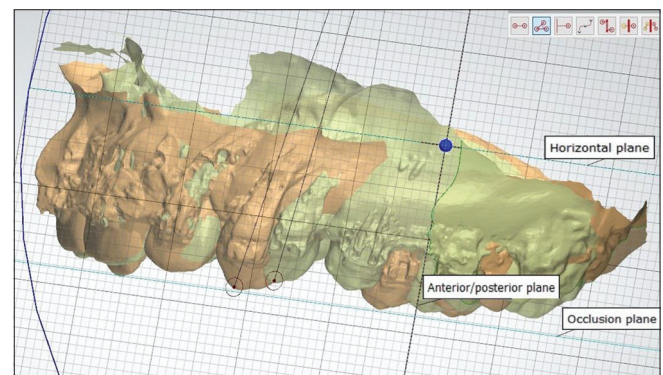 Horizontal plane
Anterior/posterior plane
Occlusion plane